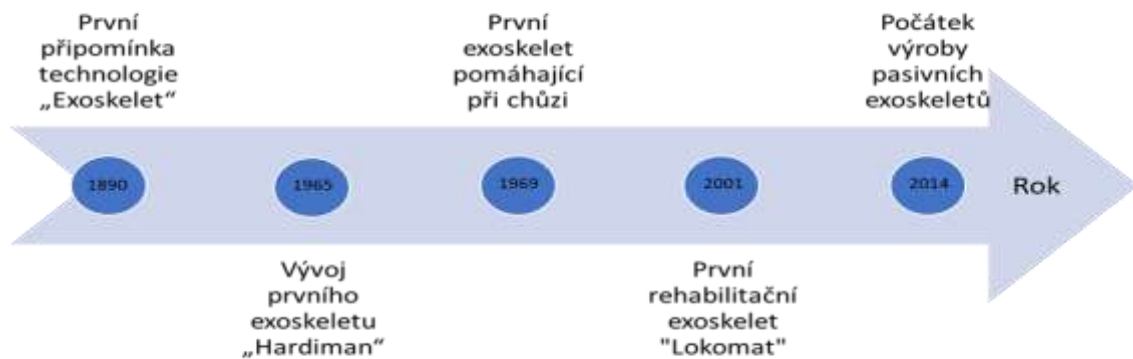 První
připomínka
technologie
„Exoskelet“
První
exoskelet
pomáhající
při chůzi
Počátek
výroby
pasivních
exoskeletů
1890
1965
1969
2001
2014
Rok
Vývoj
prvního
exoskeletu
„Hardiman“
První
rehabilitační
exoskelet
"Lokomat"